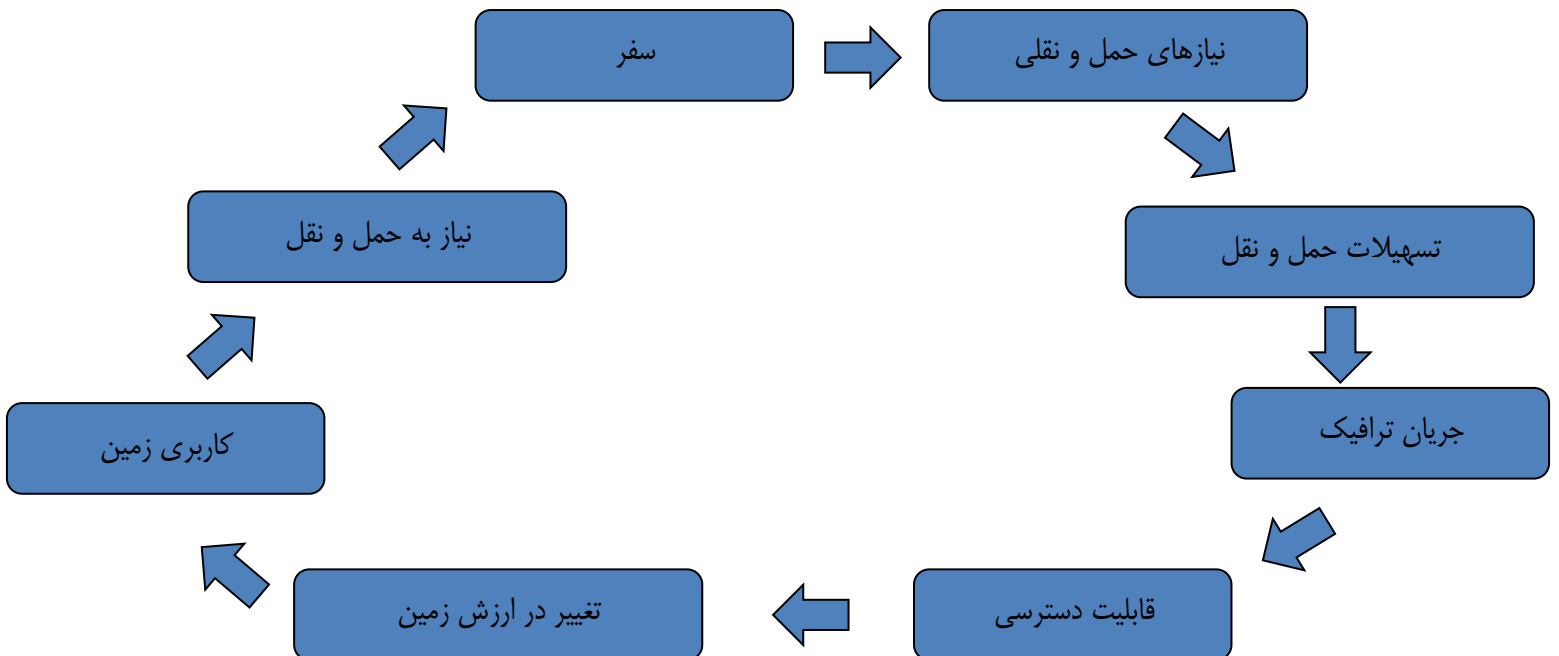 سفر
نیازهای حمل و نقلی
نیاز به حمل و نقل
تسهیلات حمل و نقل
کاربری زمین
جریان ترافیک
تغییر در ارزش زمین
قابلیت دسترسی